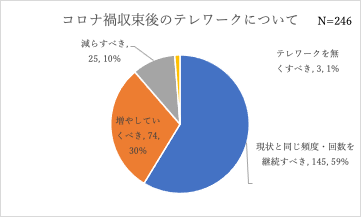 コロナ禍収束後のテレワークについて N=246
減らすべき,
25, 10%
テレワークを無
くすべき, 3, 1%
増やしてい
くべき, 74,
30%
現状と同じ頻度・回数を
継続すべき, 145, 59%